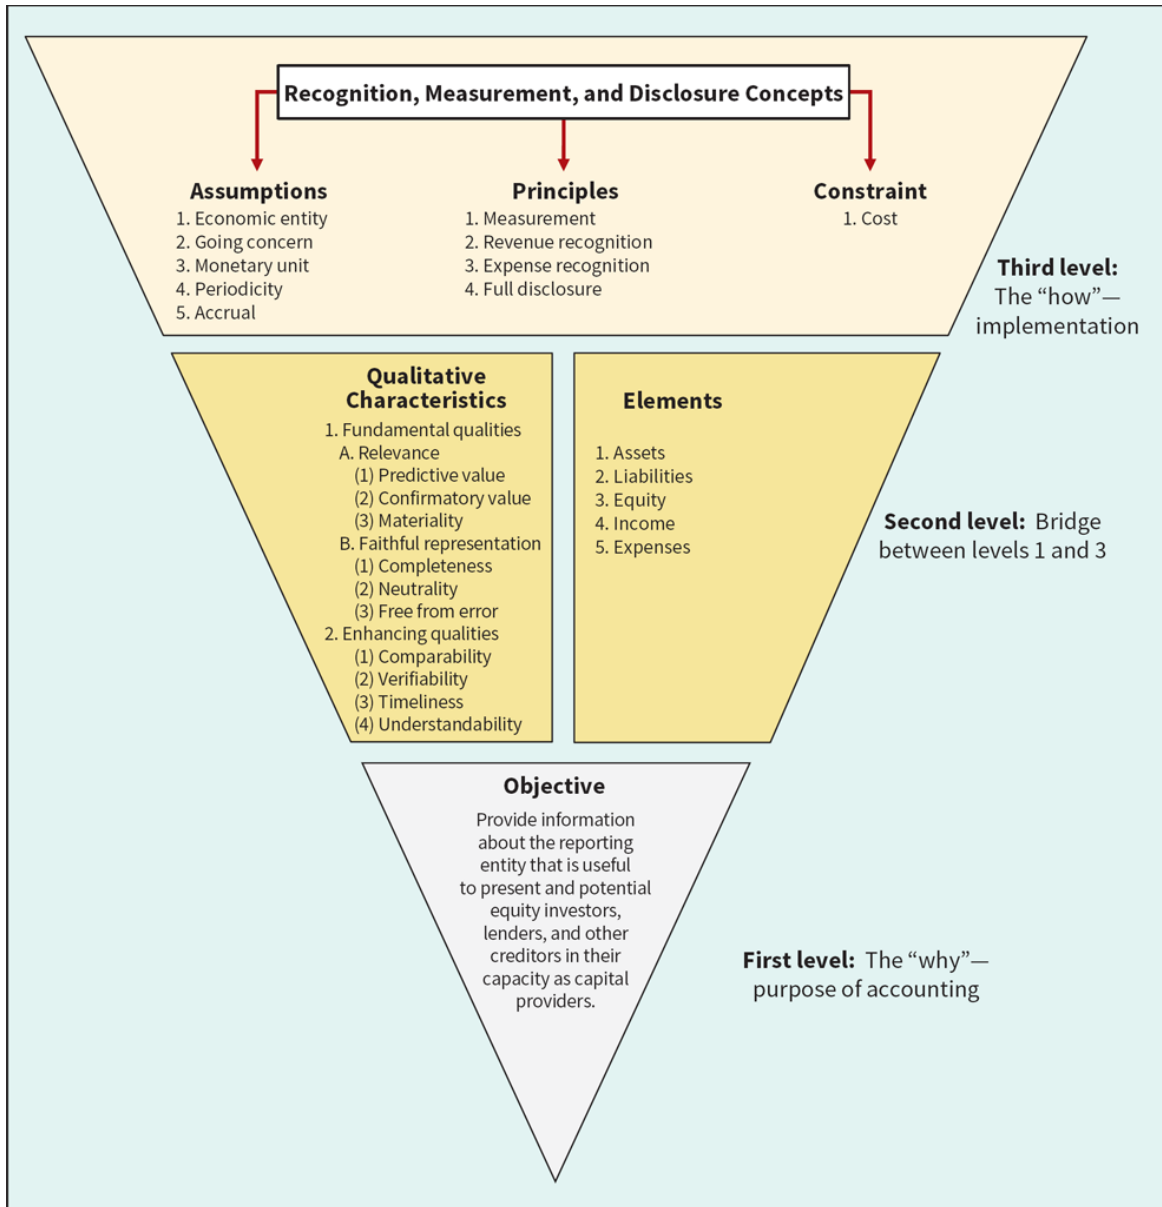 Recognition, Measurement, and Disclosure Concepts
Assumptions
1. Economic entity
2. Going concern
3. Monetary unit
4. Periodicity
5. Accrual
Principles
1. Measurement
2. Revenue recognition
3. Expense recognition
4. Full disclosure
Constraint
1. Cost
Third level:
The “how”—
implementation
Qualitative
Characteristics
1. Fundamental qualities
A. Relevance
(1) Predictive value
(2) Confirmatory value
(3) Materiality
B. Faithful representation
(1) Completeness
(2) Neutrality
(3) Free from error
2. Enhancing qualities
(1) Comparability
(2) Verifiability
(3) Timeliness
(4) Understandability
Elements
1. Assets
2. Liabilities
3. Equity
4. Income
5. Expenses
Second level: Bridge
between levels 1 and 3
Objective
Provide information
about the reporting
entity that is useful
to present and potential
equity investors,
lenders, and other
creditors in their
capacity as capital
providers.
First level: The “why”—
purpose of accounting